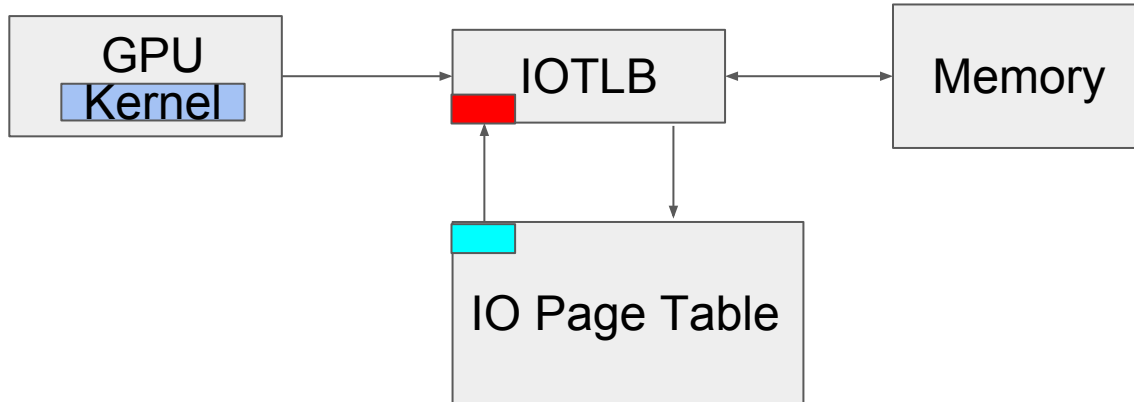 GPU
Kernel
IOTLB
Memory
IO Page Table